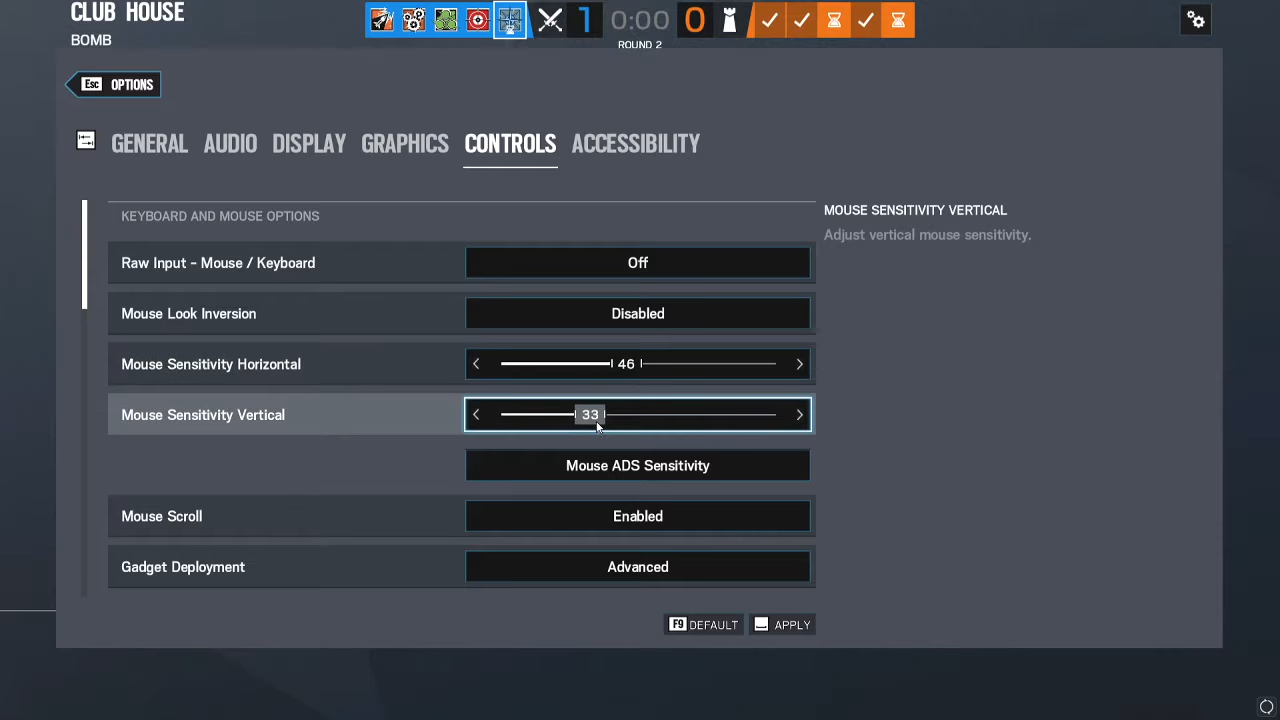 CLUB HOUSE
BOMB
1 0:00 0
ROUND 2
Esc OPTIONS
GENERAL AUDIO DISPLAY GRAPHICS CONTROLS ACCESSIBILITY
KEYBOARD AND MOUSE OPTIONS
Raw Input - Mouse / Keyboard Off
Mouse Look Inversion Disabled
Mouse Sensitivity Horizontal 46
Mouse Sensitivity Vertical 33
Mouse ADS Sensitivity
Mouse Scroll Enabled
Gadget Deployment Advanced
F9 DEFAULT APPLY
MOUSE SENSITIVITY VERTICAL
Adjust vertical mouse sensitivity.